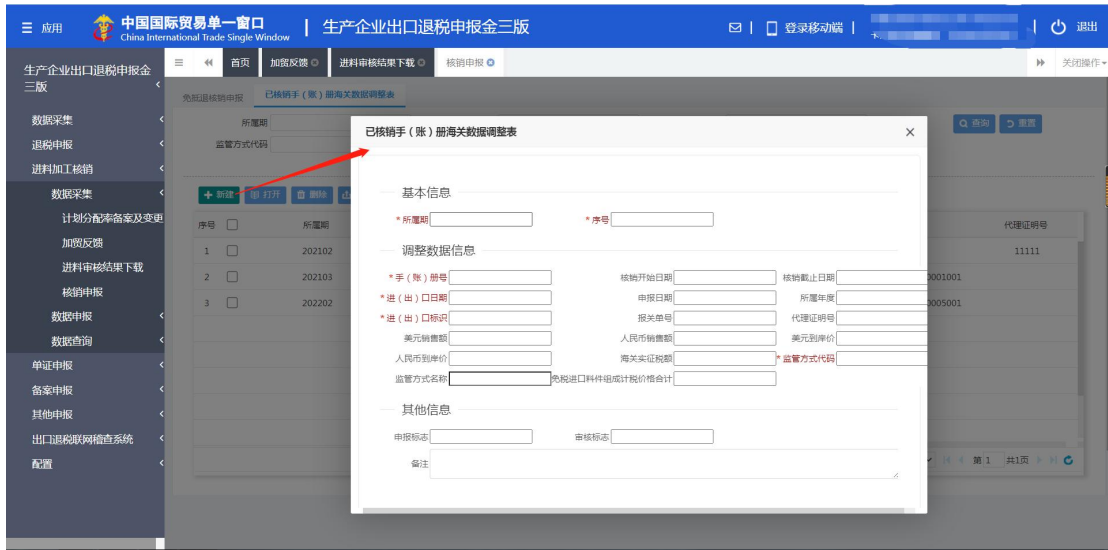 应用
中国国际贸易单一窗口
China International Trade Single Window
生产企业出口退税申报金三版
登录移动端
退出
生产企业出口退税申报金三版
首页
加贸反馈
进料审核结果下载
核销申报
关闭操作
免抵退核销申报
已核销手（账）册海关数据调整表
数据采集
退税申报
进料加工核销
数据采集
计划分配率备案及变更
加贸反馈
进料审核结果下载
核销申报
数据申报
数据查询
单证申报
备案申报
其他申报
出口退税联网稽查系统
配置
所属期
监管方式代码
查询
重置
新建
打开
删除
序号
所属期
代理证明号
1
202102
11111
2
202103
0001001
3
202202
0005001
第 1
共1页
已核销手（账）册海关数据调整表
基本信息
*所属期
*序号
调整数据信息
*手（账）册号
核销开始日期
核销截止日期
*进（出）口日期
申报日期
所属年度
*进（出）口标识
报关单号
代理证明号
美元销售额
人民币销售额
美元到岸价
人民币到岸价
海关实征税额
*监管方式代码
监管方式名称
免税进口料件组成计税价格合计
其他信息
申报标志
审核标志
备注